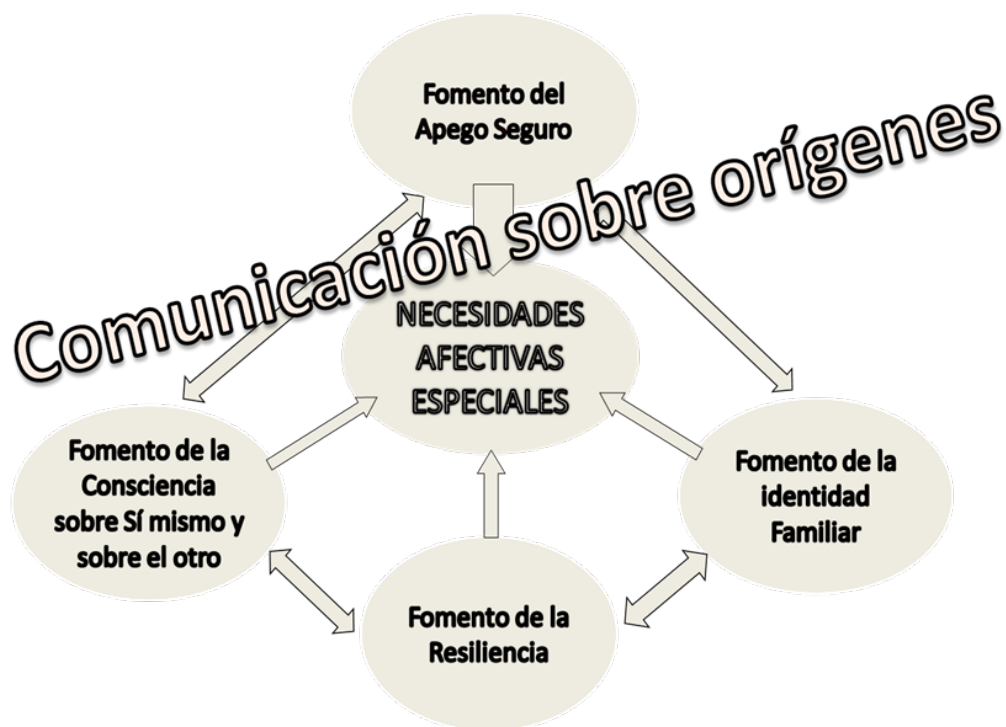 Fomento del
Apego Seguro
Comunicación sobre orígenes
NECESIDADES
AFECTIVAS
ESPECIALES
Fomento de la
Consciencia
sobre Sí mismo y
sobre el otro
Fomento de la
identidad
Familiar
Fomento de la
Resiliencia